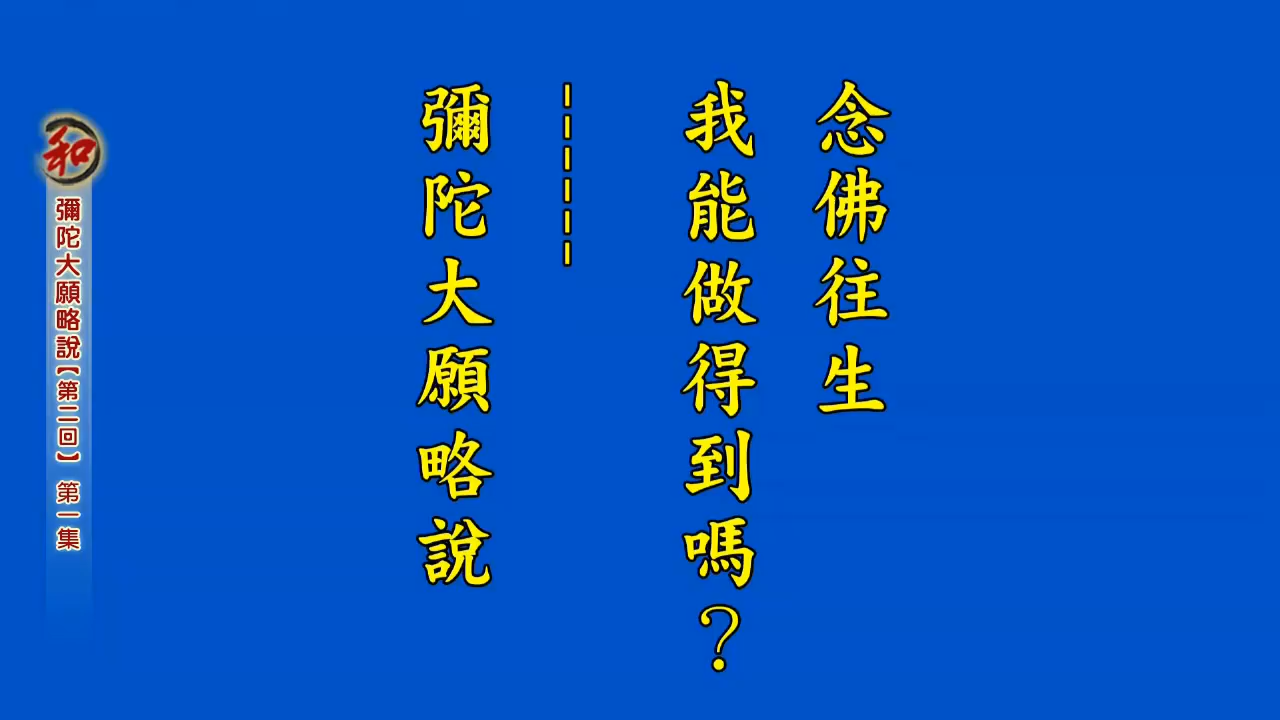 念佛往生
我能做得到嗎？
------
彌陀大願略說
和
彌陀大願略說【第二回】 第一集